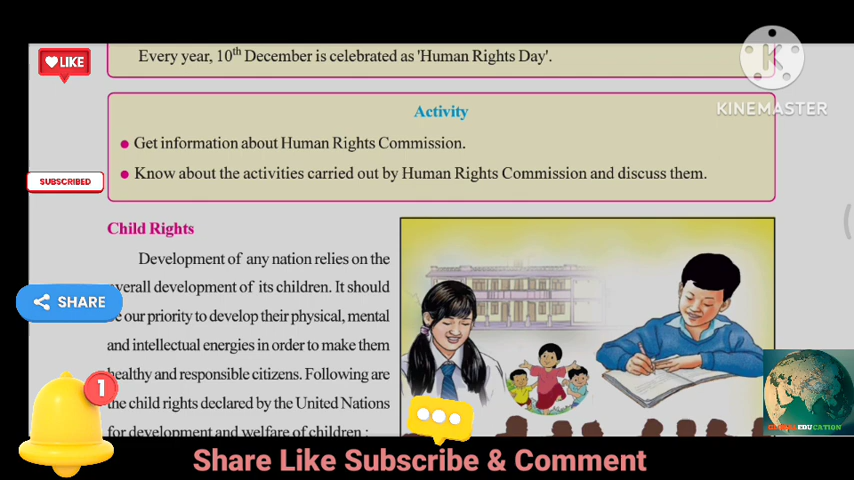 Every year, 10th December is celebrated as 'Human Rights Day'.
LIKE
KINEMASTER
Activity
● Get information about Human Rights Commission.
● Know about the activities carried out by Human Rights Commission and discuss them.
SUBSCRIBED
Child Rights
Development of any nation relies on the
overall development of its children. It should
SHARE
be our priority to develop their physical, mental
and intellectual energies in order to make them
healthy and responsible citizens. Following are
1
the child rights declared by the United Nations
for development and welfare of children :
EDUCATION
Share Like Subscribe & Comment